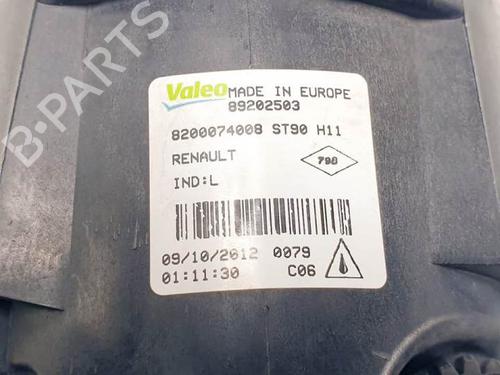 B-PARTS
Valeo MADE IN EUROPE
89202503
8200074008 ST90 H11
RENAULT
798
IND:L
09/10/2012 0079
01:11:30 C06